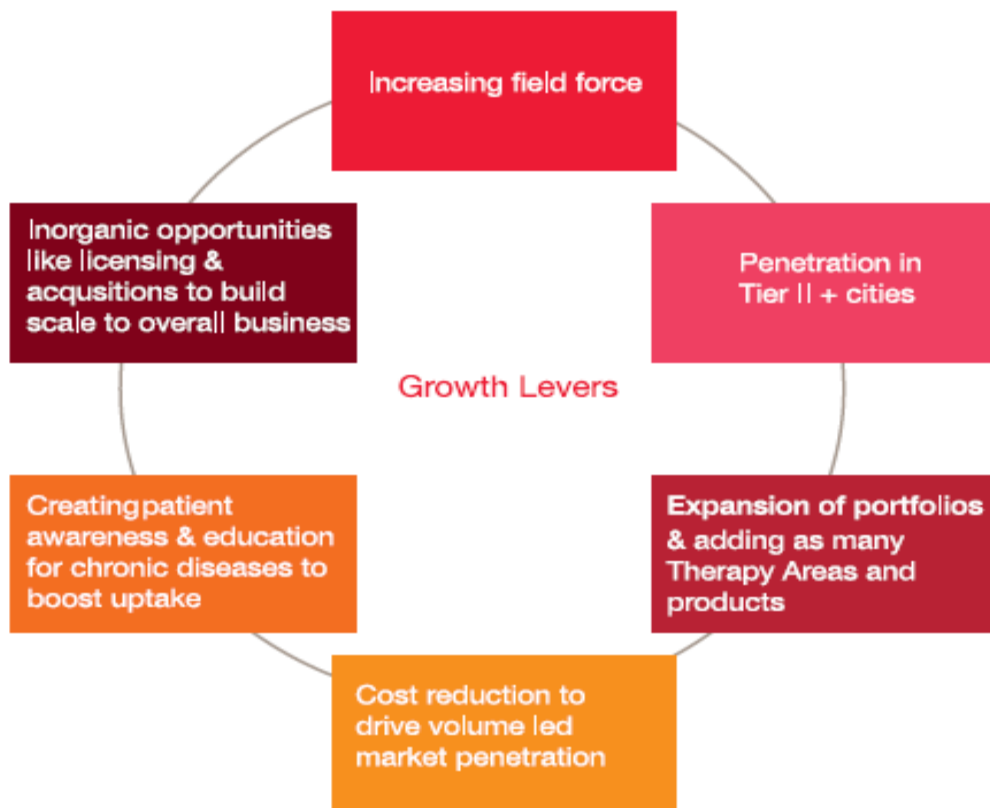 Increasing field force
Penetration in
Tier II + cities
Expansion of portfolios
& adding as many
Therapy Areas and
products
Cost reduction to
drive volume led
market penetration
Creating patient
awareness & education
for chronic diseases to
boost uptake
Inorganic opportunities
like licensing &
acqusitions to build
scale to overall business
Growth Levers